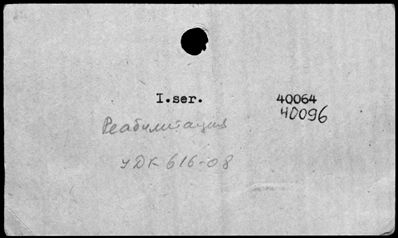 I.ser. 40064
40096
Реабилитация
УДК 616-08